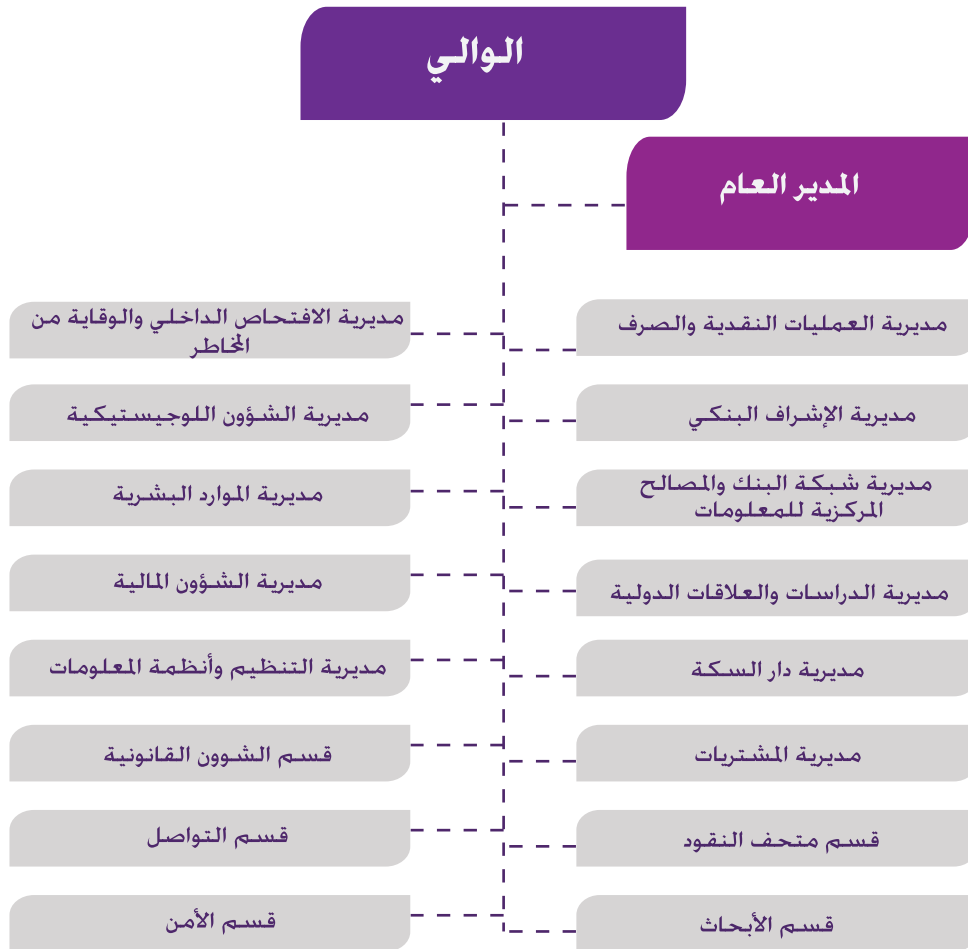 الوالي
المدير العام
مديرية العمليات النقدية والصرف
مديرية الافتحاص الداخلي والوقاية من
المخاطر
مديرية الإشراف البنكي
مديرية الشؤون اللوجيستيكية
مديرية شبكة البنك والمصالح
المركزية للمعلومات
مديرية الموارد البشرية
مديرية الدراسات والعلاقات الدولية
مديرية الشؤون المالية
مديرية دار السكة
مديرية التنظيم وأنظمة المعلومات
مديرية المشتريات
قسم الشوون القانونية
قسم متحف النقود
قسم التواصل
قسم الأبحاث
قسم الأمن